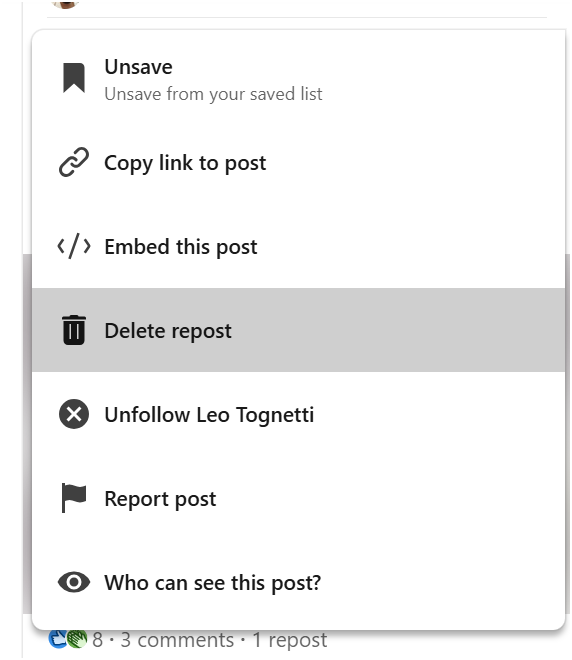 Unsave
Unsave from your saved list
Copy link to post
Embed this post
Delete repost
Unfollow Leo Tognetti
Report post
Who can see this post?
8 · 3 comments · 1 repost